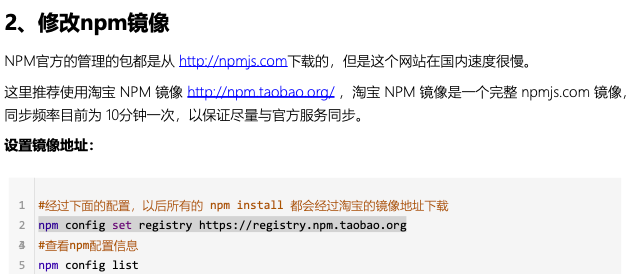 2、修改npm镜像
NPM官方的管理的包都是从 http://npmjs.com下载的，但是这个网站在国内速度很慢。
这里推荐使用淘宝 NPM 镜像 http://npm.taobao.org/ ，淘宝 NPM 镜像是一个完整 npmjs.com 镜像，
同步频率目前为 10分钟一次，以保证尽量与官方服务同步。
设置镜像地址：
1 #经过下面的配置，以后所有的 npm install 都会经过淘宝的镜像地址下载
2 npm config set registry https://registry.npm.taobao.org
#查看npm配置信息
5 npm config list